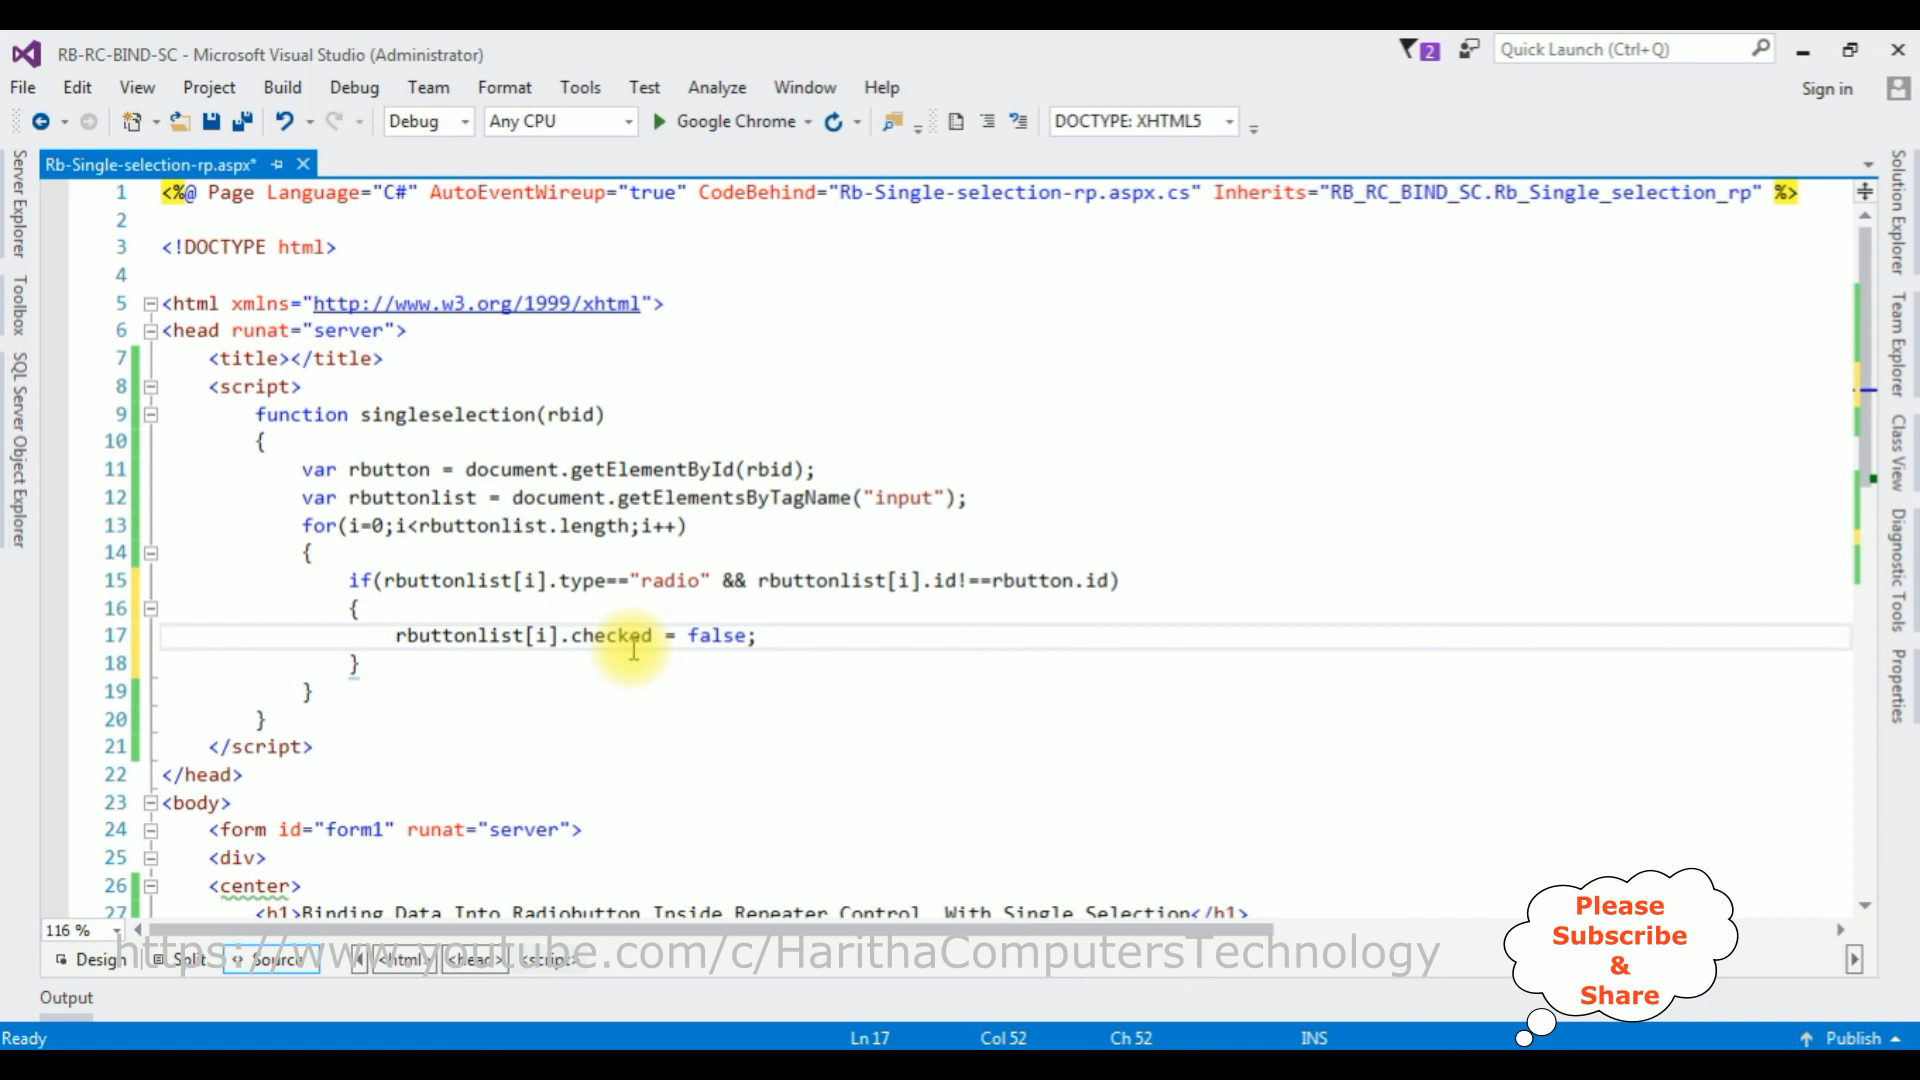 RB-RC-BIND-SC - Microsoft Visual Studio (Administrator)
2
Quick Launch (Ctrl+Q)
File Edit View Project Build Debug Team Format Tools Test Analyze Window Help
Sign in
Debug Any CPU Google Chrome DOCTYPE: XHTML5
Rb-Single-selection-rp.aspx*
Server Explorer
Toolbox
SQL Server Object Explorer
1 <%@ Page Language="C#" AutoEventWireup="true" CodeBehind="Rb-Single-selection-rp.aspx.cs" Inherits="RB_RC_BIND_SC.Rb_Single_selection_rp" %>
2
3 <!DOCTYPE html>
4
5 <html xmlns="http://www.w3.org/1999/xhtml">
6 <head runat="server">
7 <title></title>
8 <script>
9 function singleselection(rbid)
10 {
11 var rbutton = document.getElementById(rbid);
12 var rbuttonlist = document.getElementsByTagName("input");
13 for(i=0;i<rbuttonlist.length;i++)
14 {
15 if(rbuttonlist[i].type=="radio" && rbuttonlist[i].id!==rbutton.id)
16 {
17 rbuttonlist[i].checked = false;
18 }
19 }
20 }
21 </script>
22 </head>
23 <body>
24 <form id="form1" runat="server">
25 <div>
26 <center>
27 <h1>Binding Data Into Radiobutton Inside Repeater Control With Single Selection</h1>
Solution Explorer
Team Explorer
Class View
Diagnostic Tools
Properties
116 %
Design Split Source <html> <head> <script>
https://www.youtube.com/c/HarithaComputersTechnology
Please
Subscribe
&
Share
Output
Ready Ln 17 Col 52 Ch 52 INS Publish